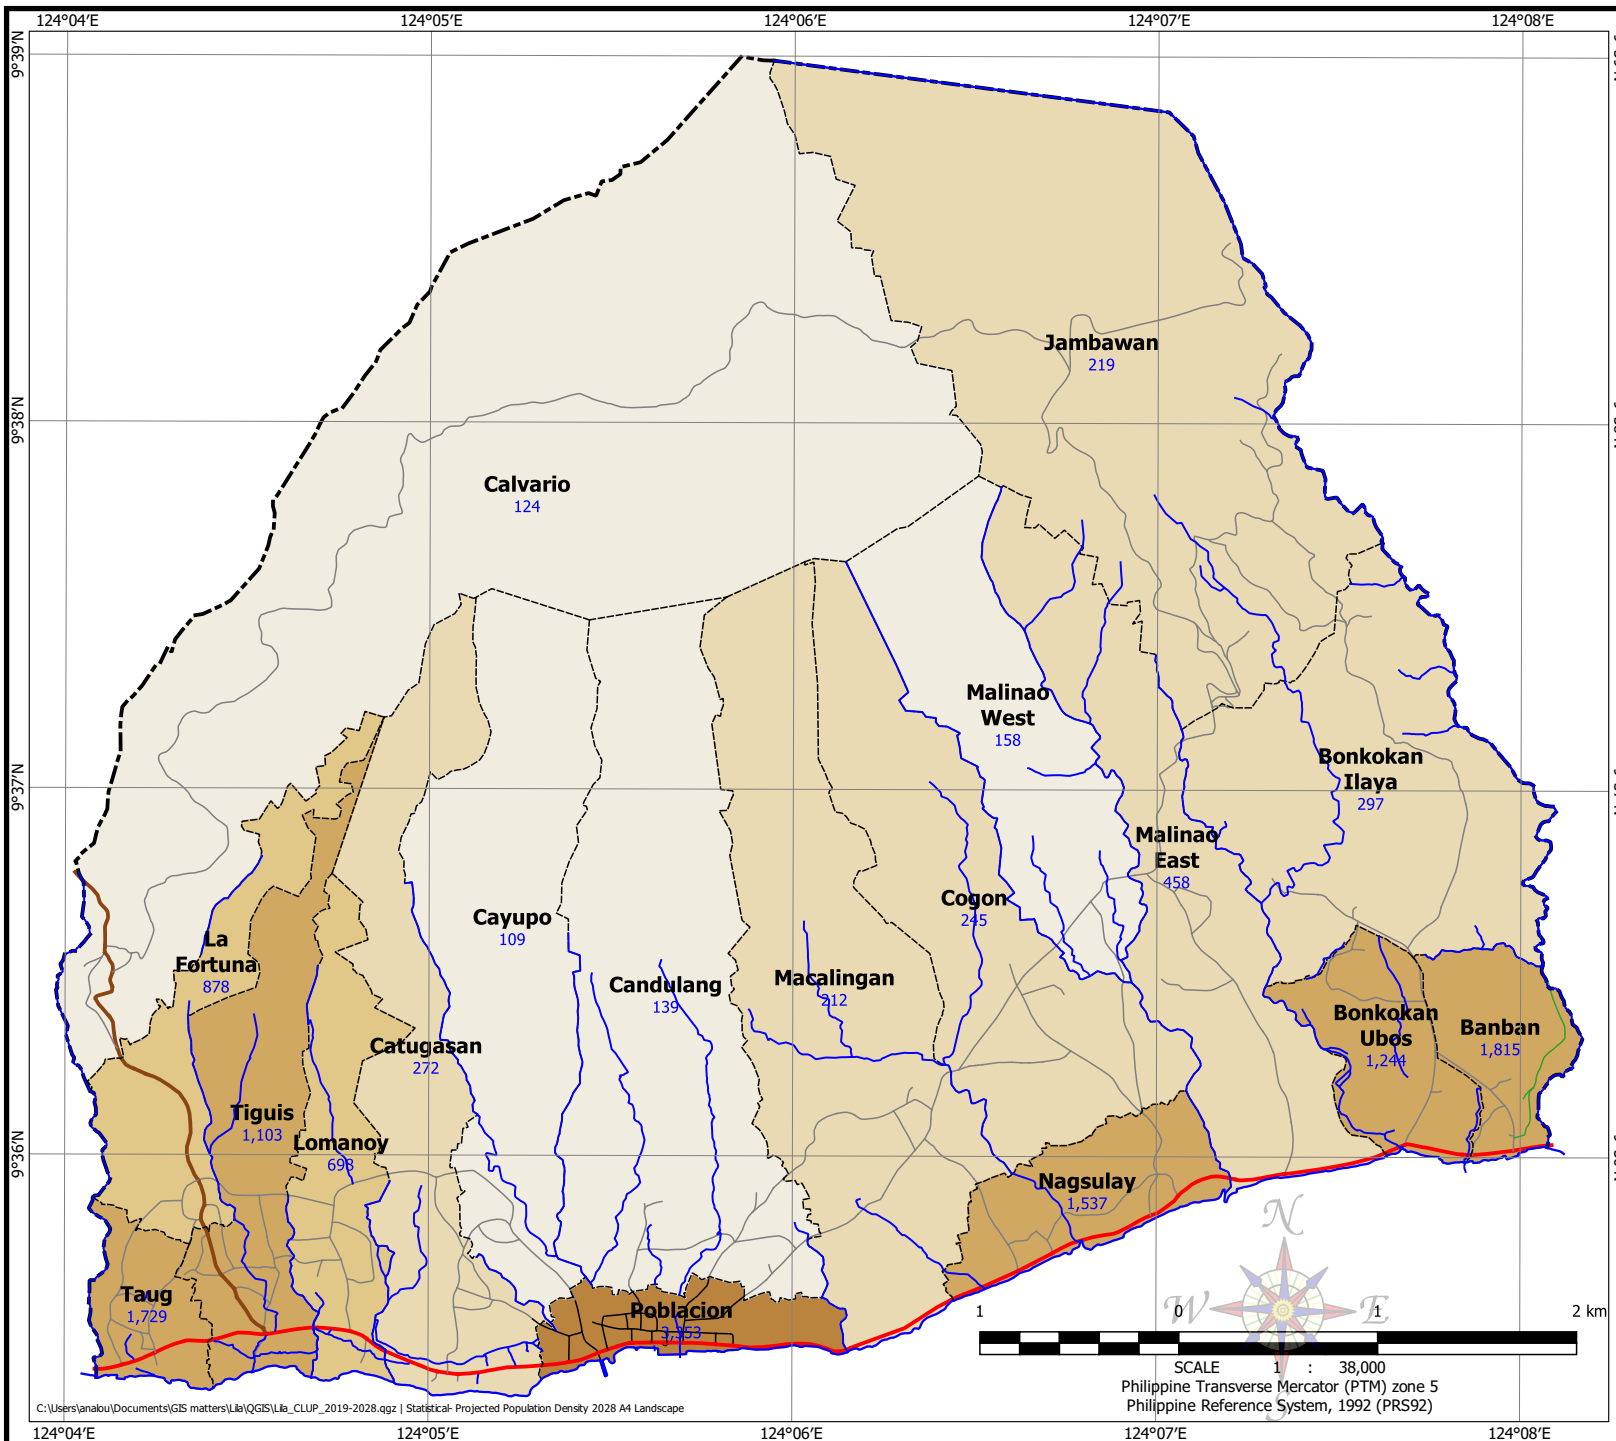 124°04′E 124°05′E 124°06′E 124°07′E 124°08′E
9°39′N
Jambawan
219
9°38′N
Calvario
124
Malinao
West
158
Bonkokan
Ilaya
297
9°37′N
Malinao
East
458
Cogon
245
Cayupo
109
La
Fortuna
878
Candulang
139
Macalingan
212
Bonkokan
Ubos
1,244
Banban
1,815
Catugasan
272
Tiguis
1,103
Lomanoy
698
9°36′N
Nagsulay
1,537
Taug
1,729
Poblacion
3,353
N
W E
S
1 0 1 2 km
SCALE 1 : 38,000
Philippine Transverse Mercator (PTM) zone 5
Philippine Reference System, 1992 (PRS92)
C:\Users\analou\Documents\GIS matters\Lila\QGIS\Lila_CLUP_2019-2028.qgz | Statistical- Projected Population Density 2028 A4 Landscape
124°04′E 124°05′E 124°06′E 124°07′E 124°08′E